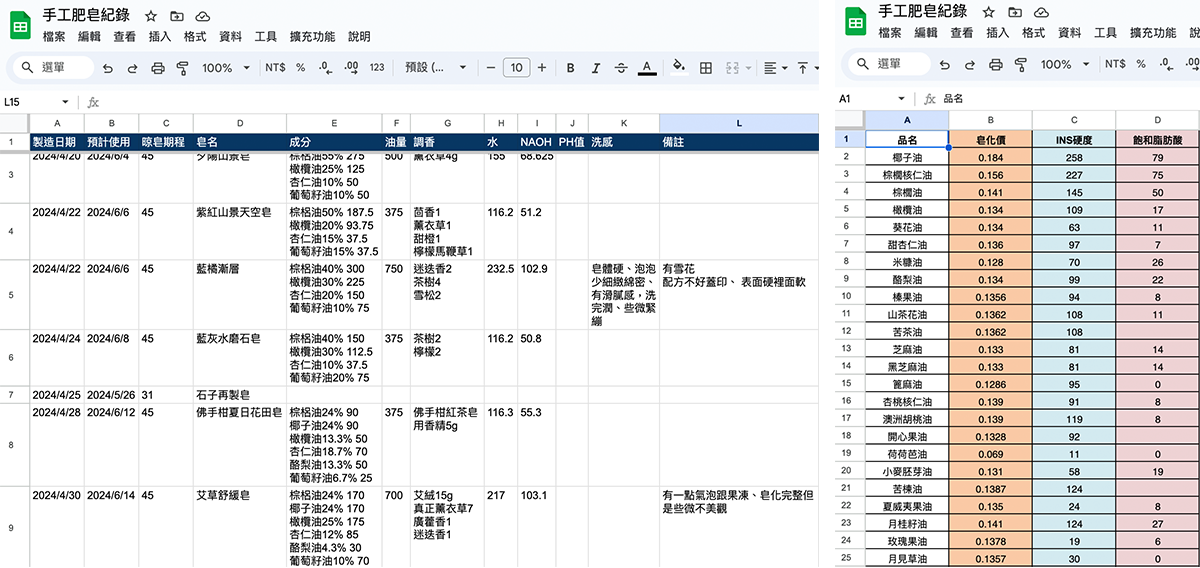 手工肥皂紀錄
檔案 編輯 查看 插入 格式 資料 工具 擴充功能 說明
選單 100% NT$ % .0 .00 123 預設 (... − 10 + B I S A
L15 fx
A B C D E F G H I J K L
1 製造日期 預計使用 晾皂期程 皂名 成分 油量 調香 水 NAOH PH值 洗感 備註
3 2024/4/20 2024/6/4 45 夕陽山景皂 棕梠油55% 275 500 薰衣草4g 155 68.625
橄欖油25% 125
杏仁油10% 50
葡萄籽油10% 50
4 2024/4/22 2024/6/6 45 紫紅山景天空皂 棕梠油50% 187.5 375 茴香1 116.2 51.2
橄欖油20% 93.75 薰衣草1
杏仁油15% 37.5 甜橙1
葡萄籽油15% 37.5 檸檬馬鞭草1
5 2024/4/22 2024/6/6 45 藍橘漸層 棕梠油40% 300 750 迷迭香2 232.5 102.9 皂體硬、泡泡 有雪花
橄欖油30% 225 茶樹4 少細緻綿密、 配方不好蓋印、 表面硬裡面軟
杏仁油20% 150 雪松2 有滑膩感，洗
葡萄籽油10% 75 完潤、些微緊
繃
6 2024/4/24 2024/6/8 45 藍灰水磨石皂 棕梠油40% 150 375 茶樹2 116.2 50.8
橄欖油30% 112.5 檸檬2
杏仁油10% 37.5
葡萄籽油20% 75
7 2024/4/25 2024/5/26 31 石子再製皂
8 2024/4/28 2024/6/12 45 佛手柑夏日花田皂 棕梠油24% 90 375 佛手柑紅茶皂 116.3 55.3
椰子油24% 90 用香精5g
橄欖油13.3% 50
杏仁油18.7% 70
酪梨油13.3% 50
葡萄籽油6.7% 25
9 2024/4/30 2024/6/14 45 艾草舒緩皂 棕梠油24% 170 700 艾絨15g 217 103.1 有一點氣泡跟果凍、皂化完整但
椰子油24% 170 真正薰衣草7 是些微不美觀
橄欖油25% 175 廣藿香1
杏仁油12% 85 迷迭香1
酪梨油4.3% 30
葡萄籽油10% 70
手工肥皂紀錄
檔案 編輯 查看 插入 格式 資料 工具 擴充功能
選單 100% NT$ % .0 .00
A1 fx 品名
A B C D
1 品名 皂化價 INS硬度 飽和脂肪酸
2 椰子油 0.184 258 79
3 棕櫚核仁油 0.156 227 75
4 棕櫚油 0.141 145 50
5 橄欖油 0.134 109 17
6 葵花油 0.134 63 11
7 甜杏仁油 0.136 97 7
8 米糠油 0.128 70 26
9 酪梨油 0.134 99 22
10 榛果油 0.1356 94 8
11 山茶花油 0.1362 108 11
12 苦茶油 0.1362 108
13 芝麻油 0.133 81 14
14 黑芝麻油 0.133 81 14
15 篦麻油 0.1286 95 0
16 杏桃核仁油 0.139 91 8
17 澳洲胡桃油 0.139 119 8
18 開心果油 0.1328 92
19 荷荷芭油 0.069 11 0
20 小麥胚芽油 0.131 58 19
21 苦楝油 0.1387 124
22 夏威夷果油 0.135 24 8
23 月桂籽油 0.141 124 27
24 玫瑰果油 0.1378 19 6
25 月見草油 0.1357 30 0